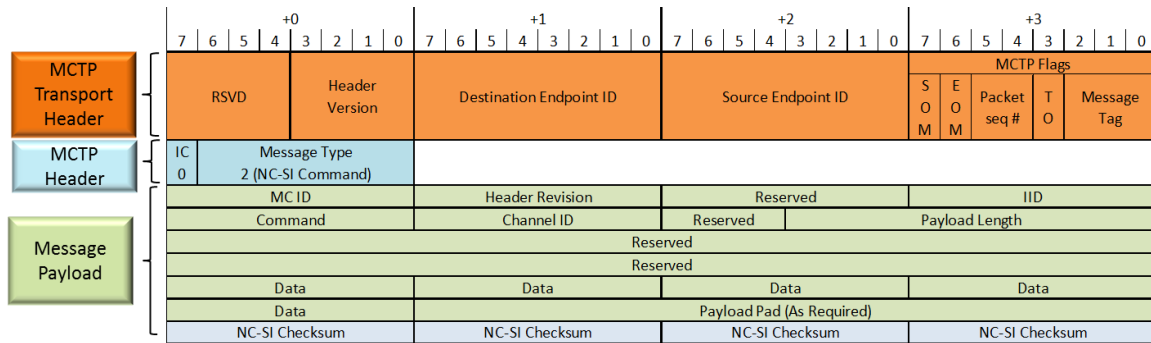 +0 +1 +2 +3
7 6 5 4 3 2 1 0 7 6 5 4 3 2 1 0 7 6 5 4 3 2 1 0 7 6 5 4 3 2 1 0
MCTP Transport Header
RSVD
Header Version
Destination Endpoint ID
Source Endpoint ID
MCTP Flags
SOM
EOM
Packet seq #
TO
Message Tag
MCTP Header
IC 0
Message Type
2 (NC-SI Command)
Message Payload
MC ID Header Revision Reserved IID
Command Channel ID Reserved Payload Length
Reserved
Reserved
Data Data Data Data
Data Payload Pad (As Required)
NC-SI Checksum NC-SI Checksum NC-SI Checksum NC-SI Checksum